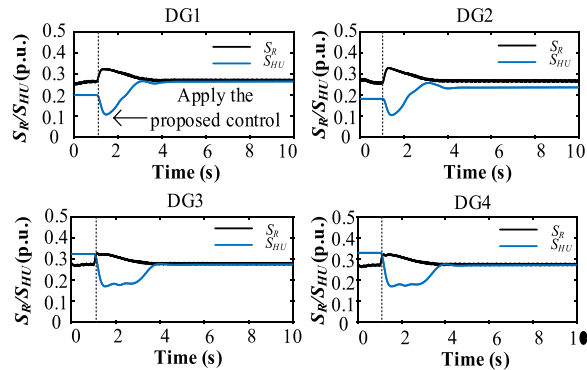 DG1 DG2
0.5 0.5
S_R S_R
0.4 0.4
S_HU S_HU
0.3 0.3
0.2 0.2
Apply the
0.1 proposed control 0.1
0 0
0 2 4 6 8 10 0 2 4 6 8 10
S_R/S_HU (p.u.) S_R/S_HU (p.u.)
Time (s) Time (s)
DG3 DG4
0.5 0.5
S_R S_R
0.4 0.4
S_HU S_HU
0.3 0.3
0.2 0.2
0.1 0.1
0 0
0 2 4 6 8 10 0 2 4 6 8 10
S_R/S_HU (p.u.) S_R/S_HU (p.u.)
Time (s) Time (s)